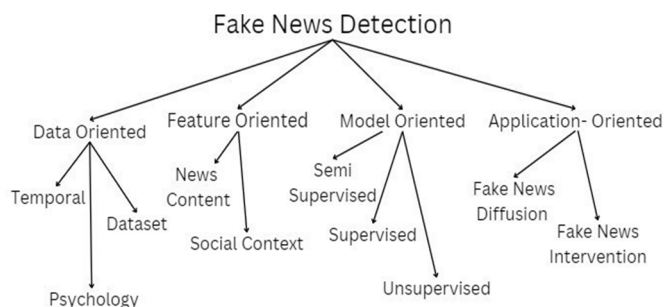 Fake News Detection
Data Oriented
Feature Oriented
Model Oriented
Application- Oriented
Temporal
Dataset
Psychology
News
Content
Social Context
Semi
Supervised
Supervised
Unsupervised
Fake News
Diffusion
Fake News
Intervention